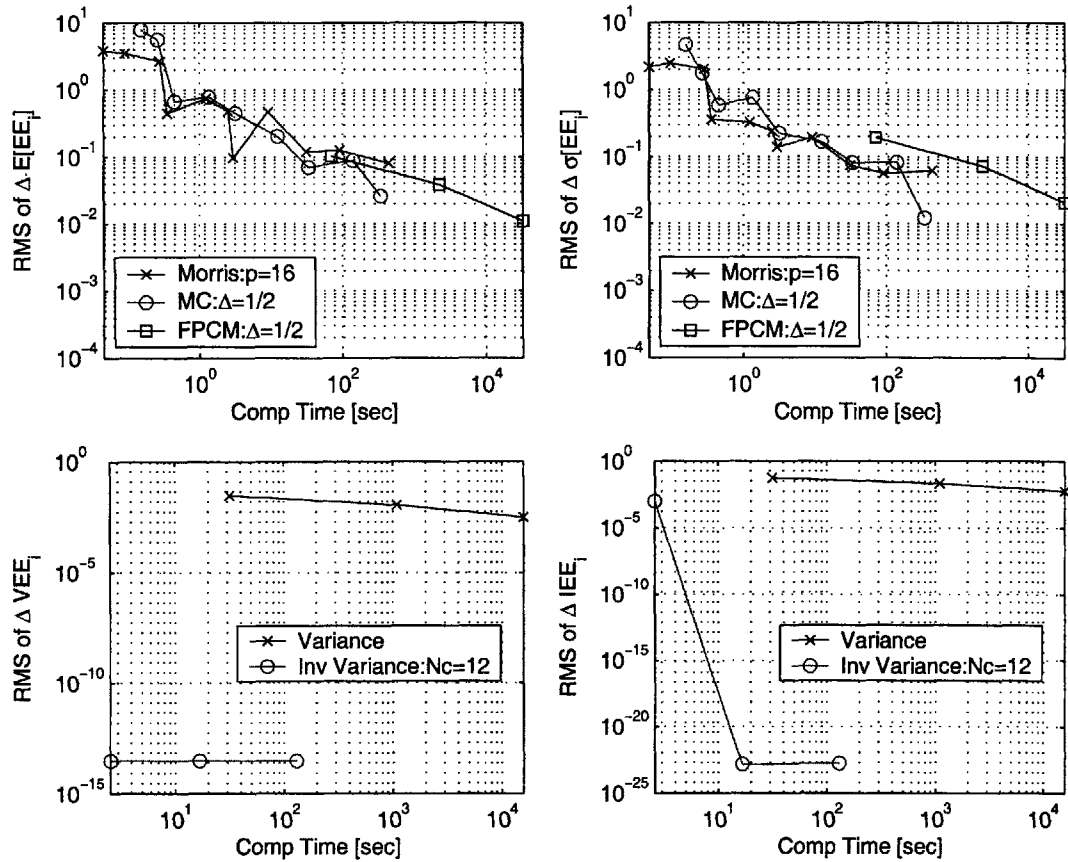 10^1
10^0
10^-1
10^-2
10^-3
10^-4
RMS of Δ E[EE_i]
Morris:p=16
MC:Δ=1/2
FPCM:Δ=1/2
10^0
10^2
10^4
Comp Time [sec]
10^1
10^0
10^-1
10^-2
10^-3
10^-4
RMS of Δ σ[EE_i]
Morris:p=16
MC:Δ=1/2
FPCM:Δ=1/2
10^0
10^2
10^4
Comp Time [sec]
10^0
10^-5
10^-10
10^-15
RMS of Δ VEE_i
Variance
Inv Variance:Nc=12
10^1
10^2
10^3
10^4
Comp Time [sec]
10^0
10^-5
10^-10
10^-15
10^-20
10^-25
RMS of Δ IEE_i
Variance
Inv Variance:Nc=12
10^1
10^2
10^3
10^4
Comp Time [sec]